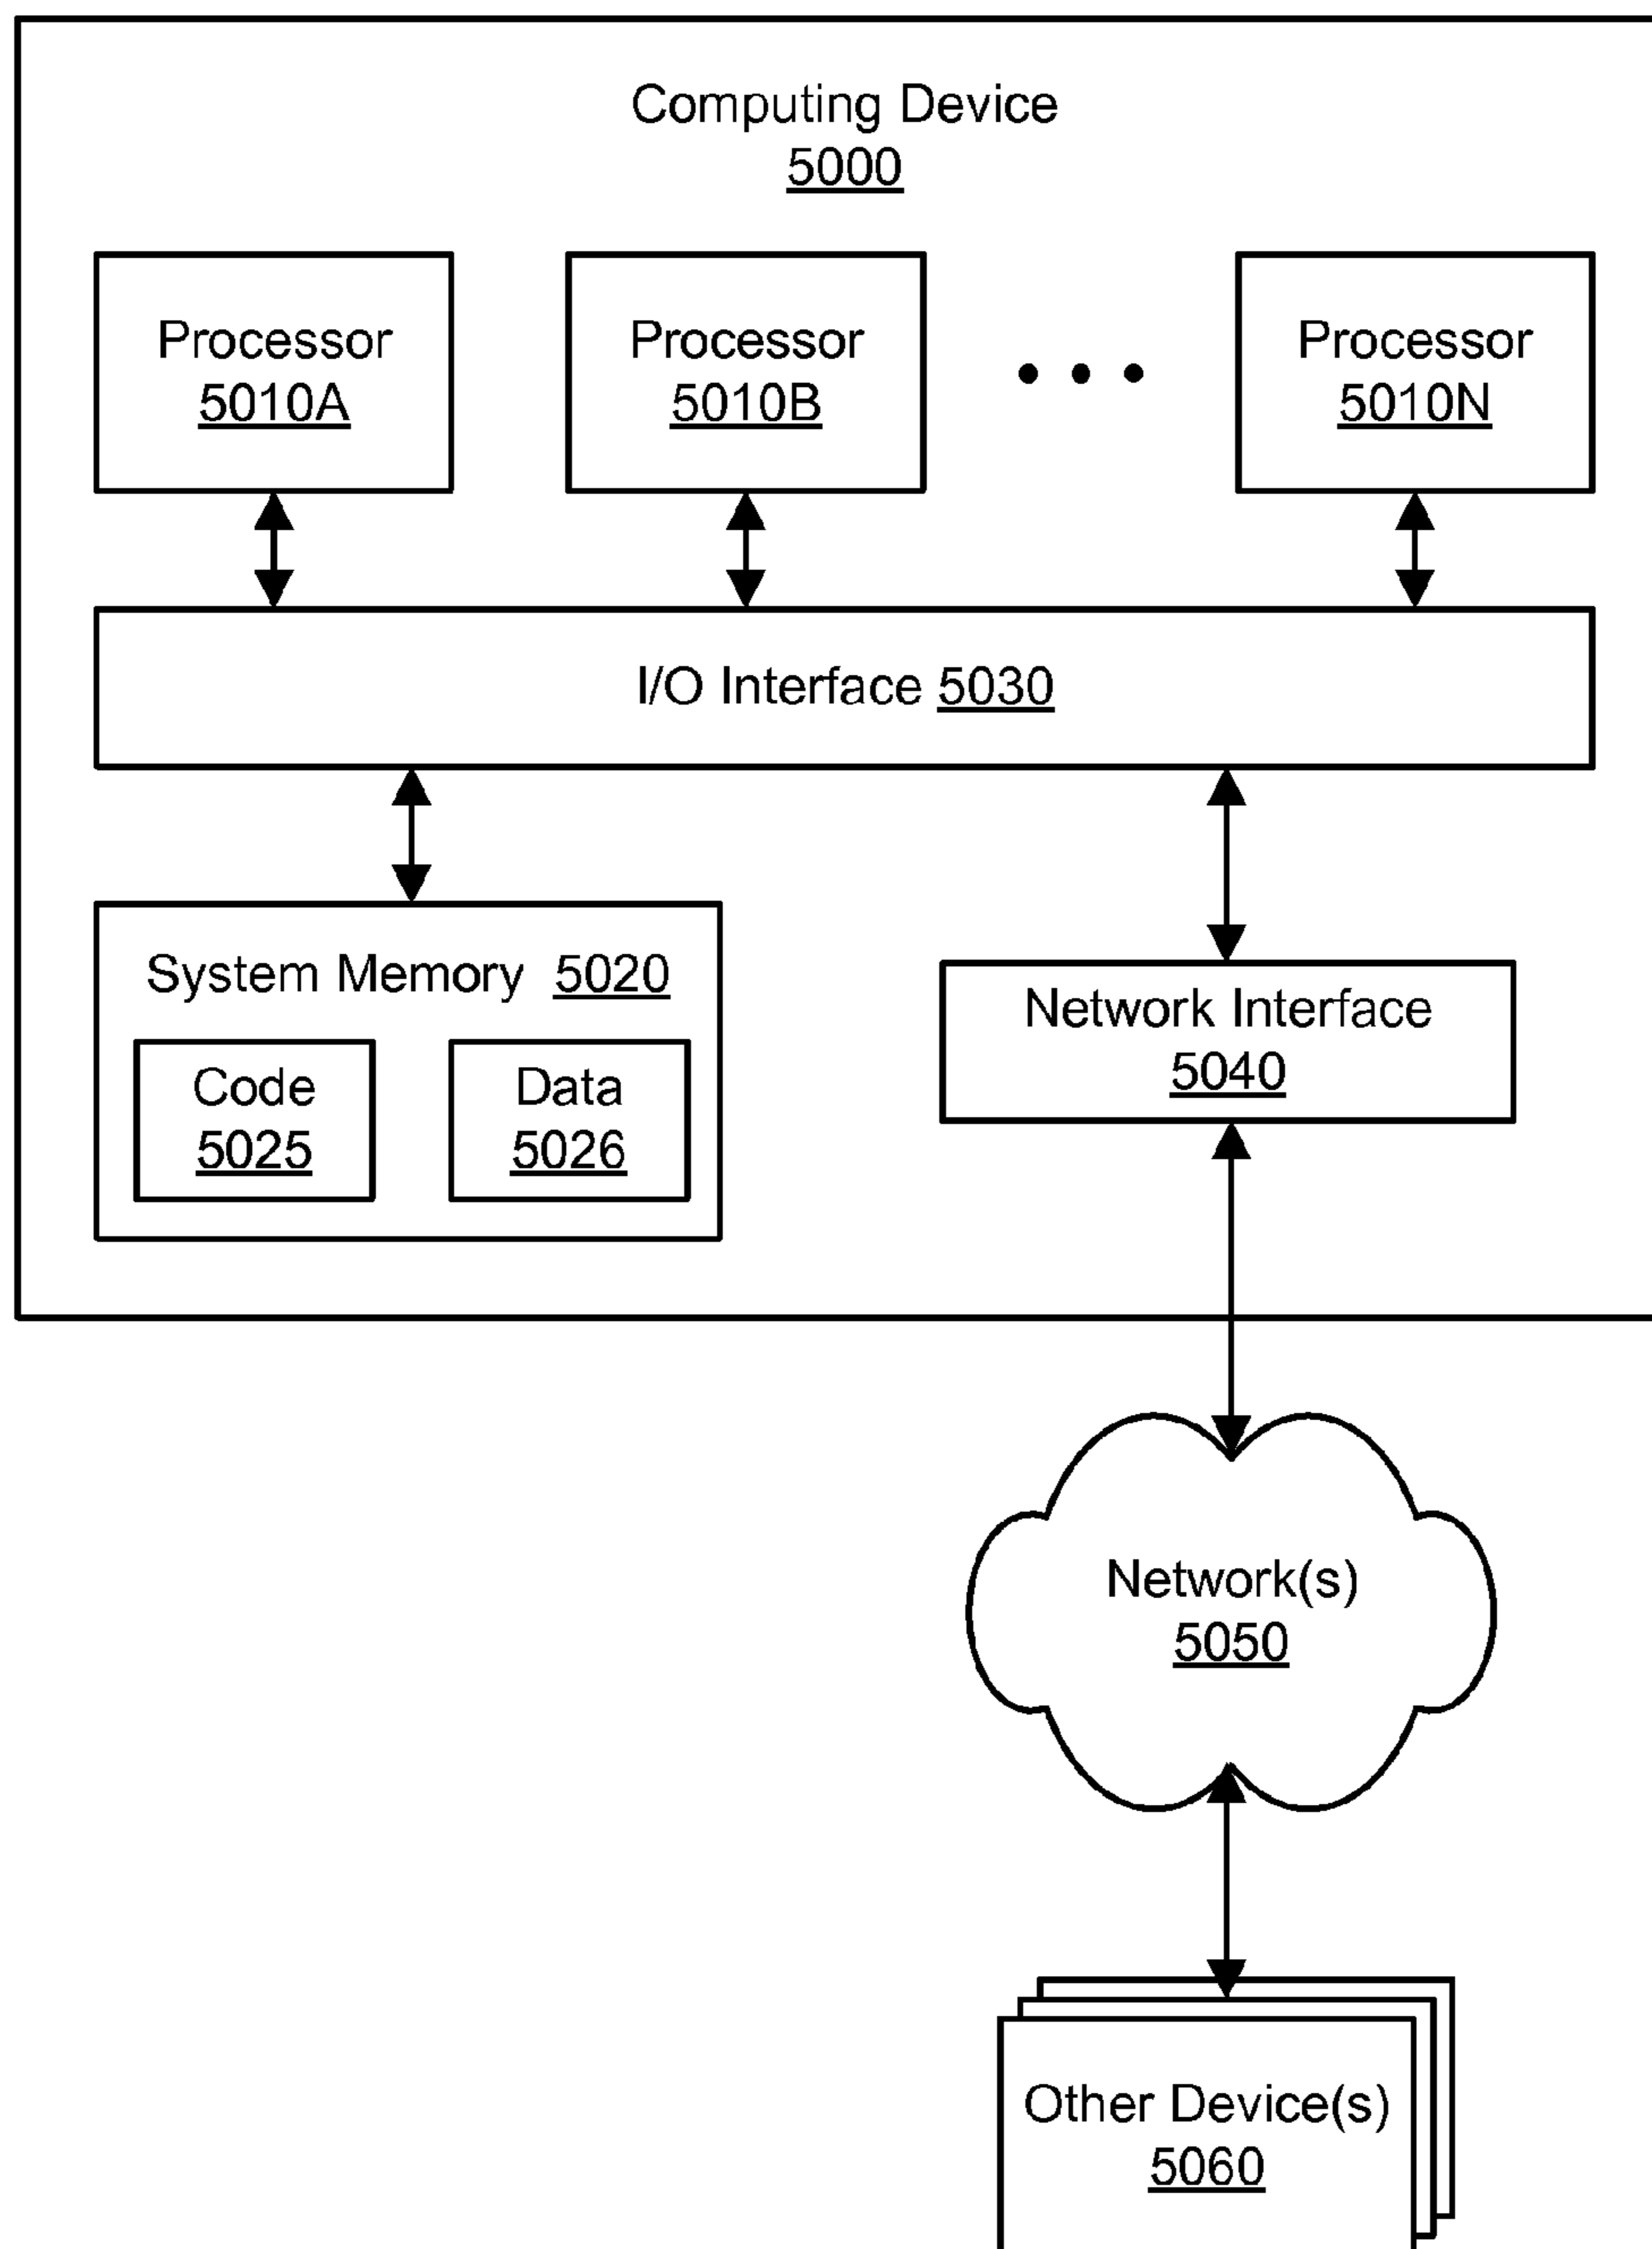 Computing Device
5000
Processor
5010A
Processor
5010B
Processor
5010N
I/O Interface 5030
System Memory 5020
Code
5025
Data
5026
Network Interface
5040
Network(s)
5050
Other Device(s)
5060